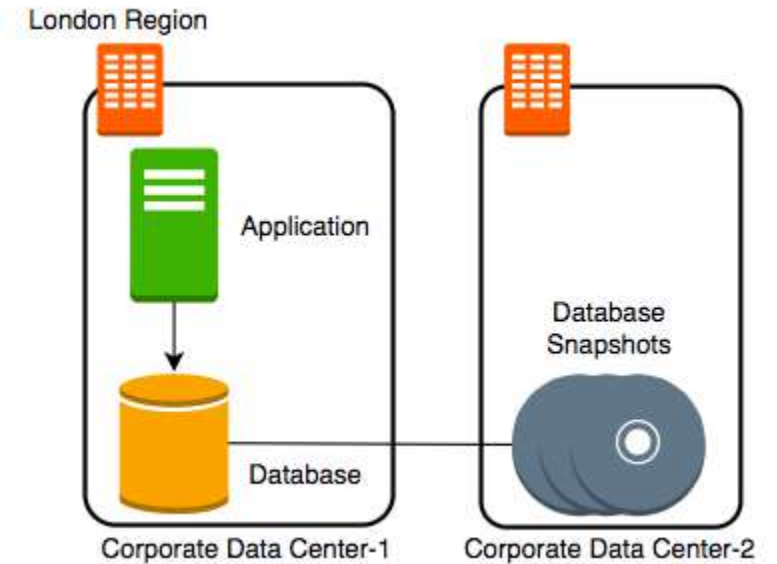 London Region
Application
Database
Snapshots
Database
Corporate Data Center-1
Corporate Data Center-2